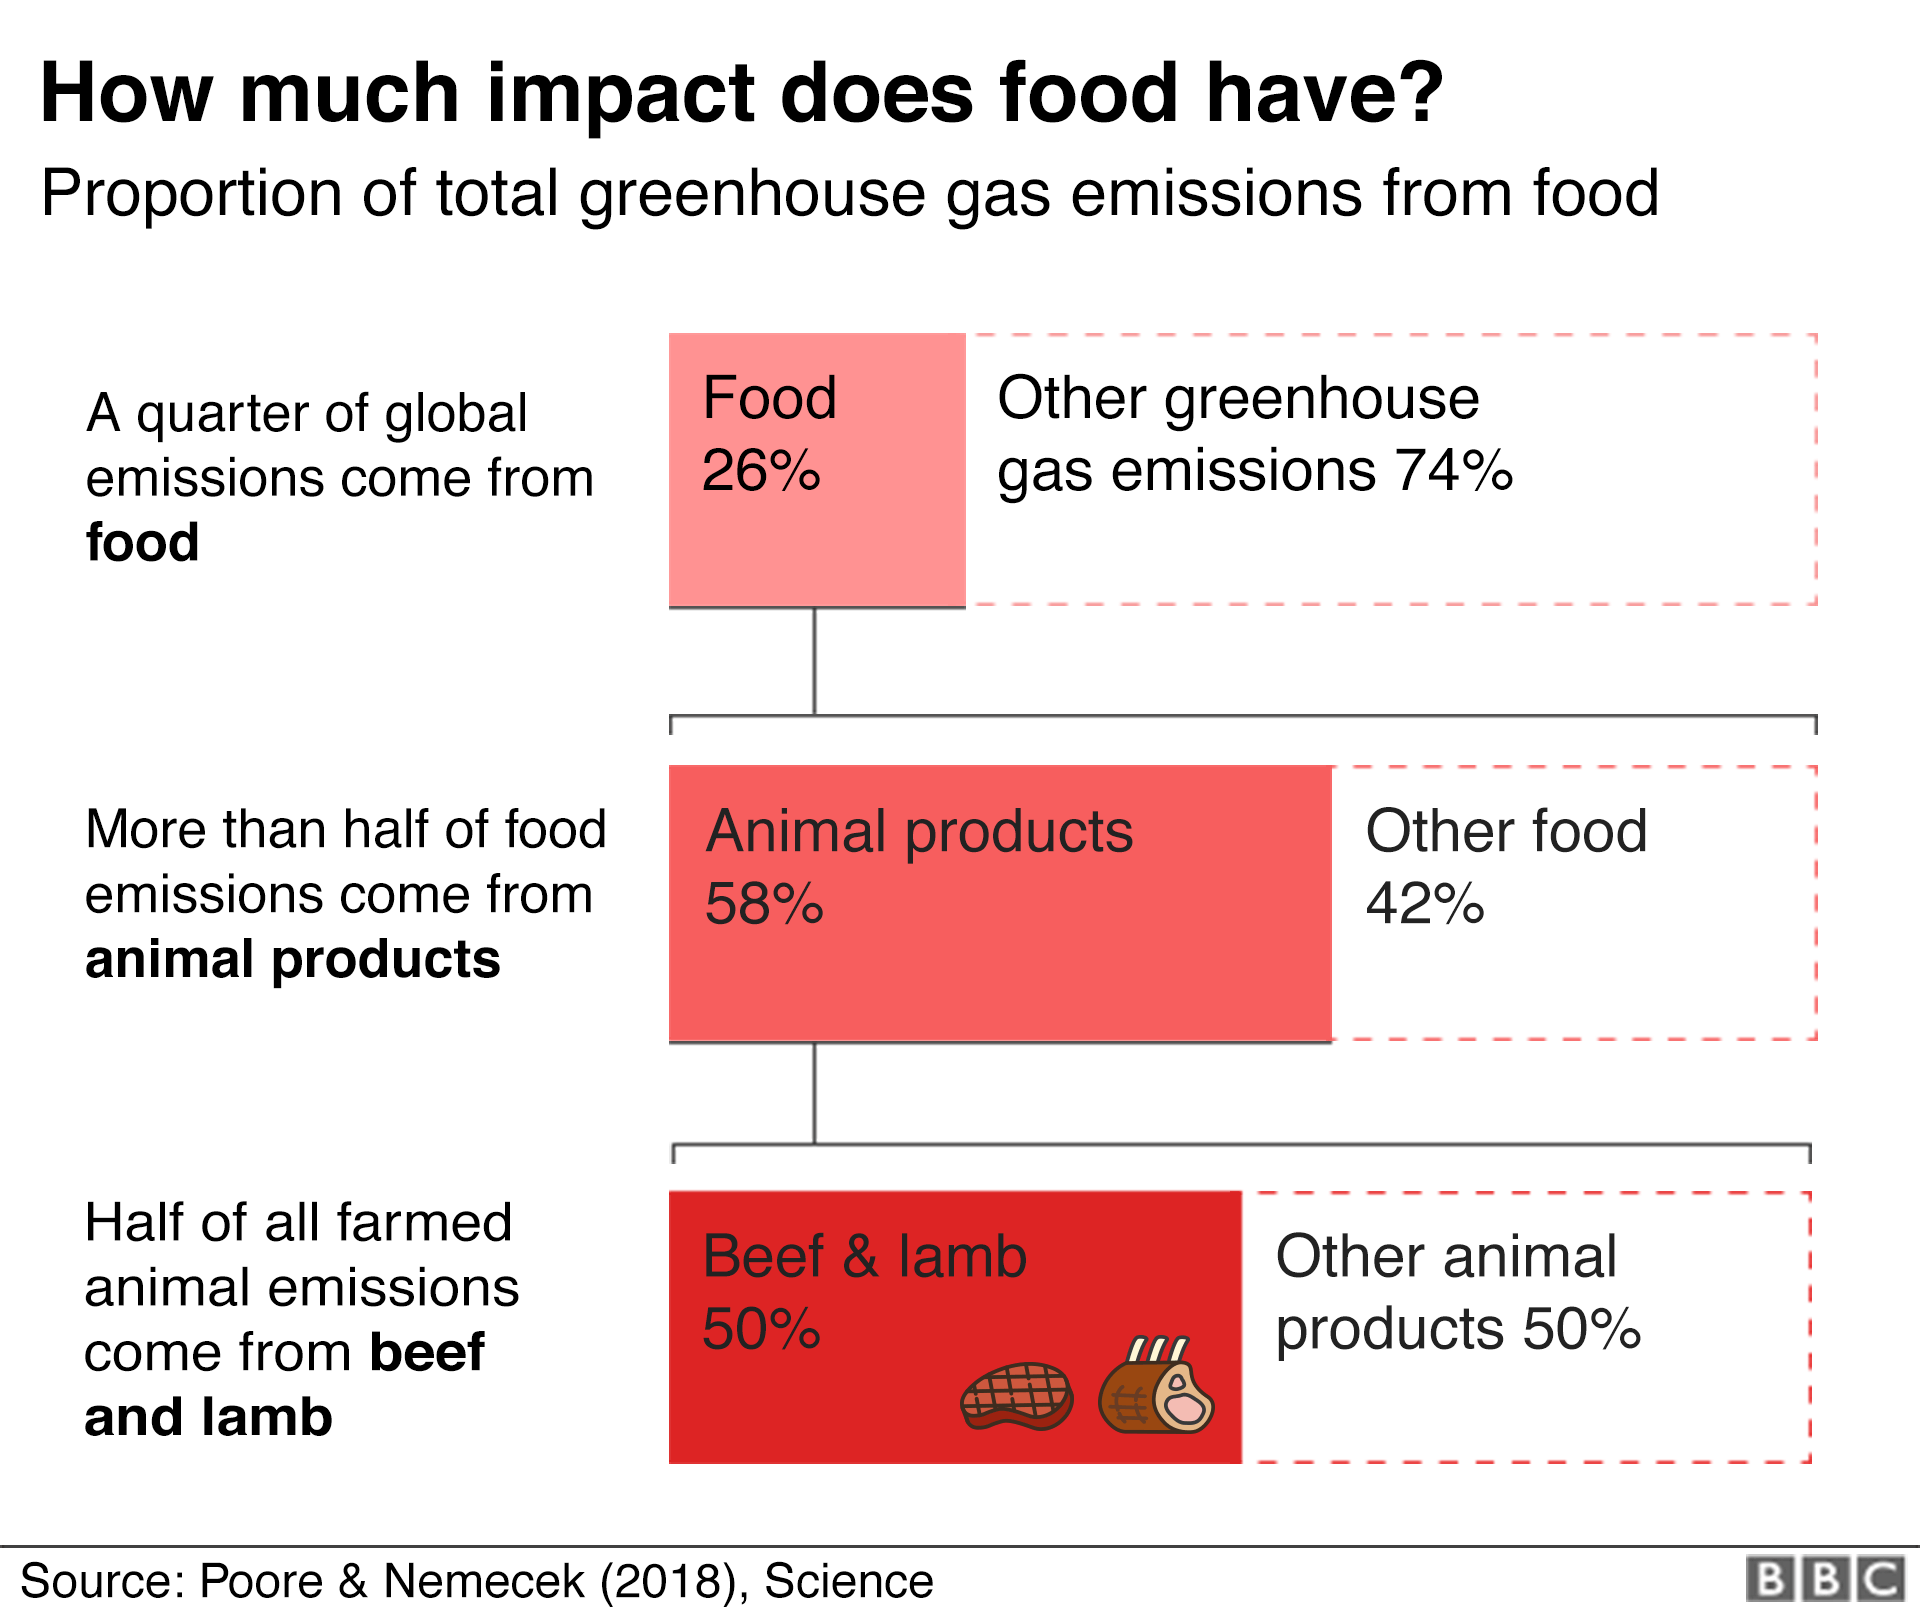 How much impact does food have?
Proportion of total greenhouse gas emissions from food
A quarter of global
emissions come from
food
Food
26%
Other greenhouse
gas emissions 74%
More than half of food
emissions come from
animal products
Animal products
58%
Other food
42%
Half of all farmed
animal emissions
come from beef
and lamb
Beef & lamb
50%
Other animal
products 50%
Source: Poore & Nemecek (2018), Science
BBC